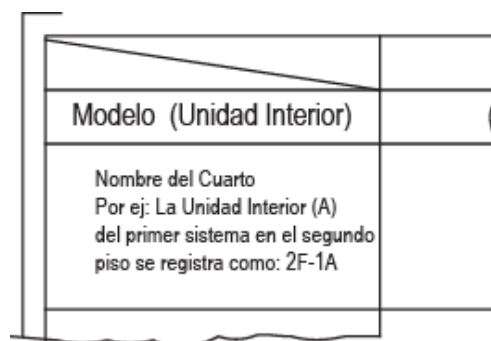 Modelo (Unidad Interior)
(
Nombre del Cuarto
Por ej: La Unidad Interior (A)
del primer sistema en el segundo
piso se registra como: 2F-1A